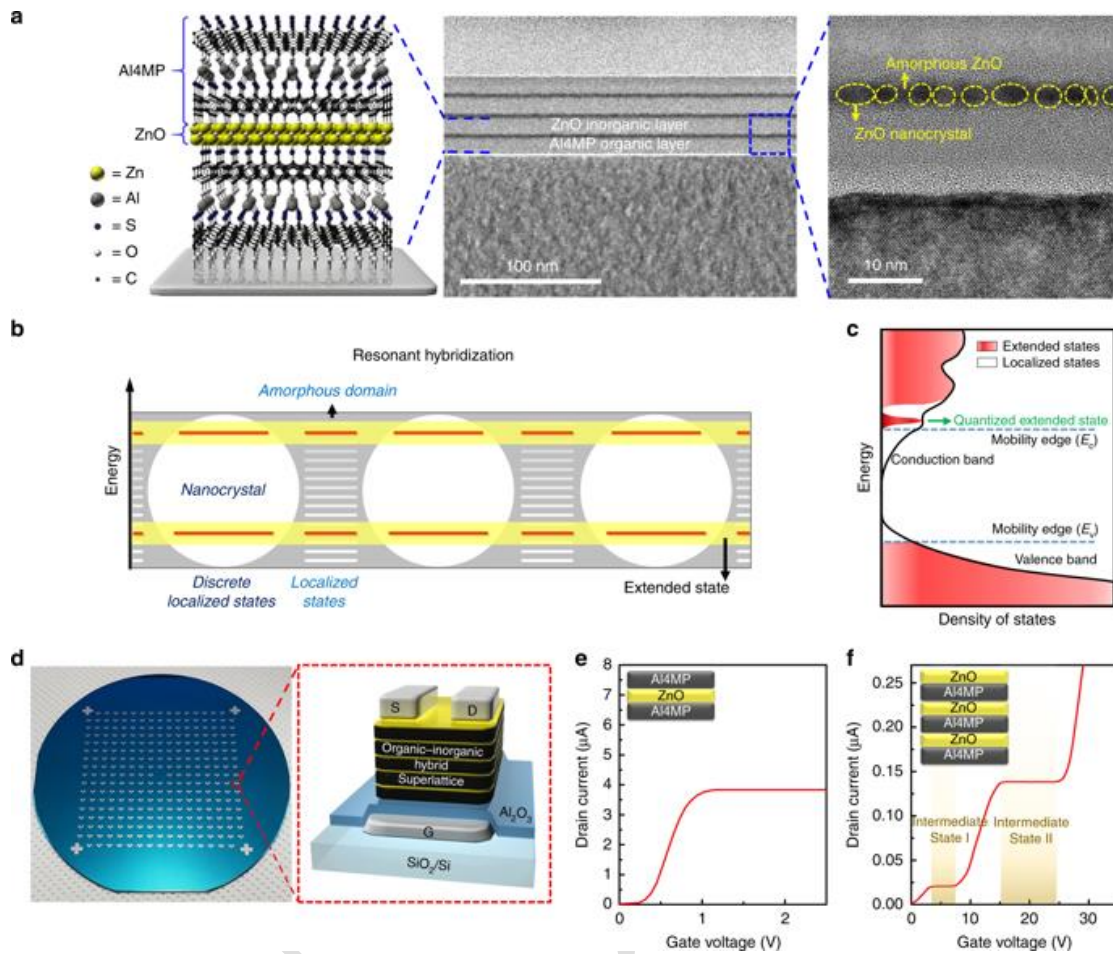 a
Al4MP
ZnO
= Zn
= Al
= S
= O
= C
ZnO inorganic layer
Al4MP organic layer
100 nm
Amorphous ZnO
ZnO nanocrystal
10 nm
b
Resonant hybridization
Amorphous domain
Energy
Nanocrystal
Discrete
localized states
Localized
states
Extended state
c
Extended states
Localized states
Quantized extended state
Mobility edge (Ec)
Conduction band
Energy
Mobility edge (Ev)
Valence band
Density of states
d
S
D
Organic–inorganic
hybrid
Superlattice
Al2O3
G
SiO2/Si
e
Drain current (μA)
8
7
6
5
4
3
2
1
0
Al4MP
ZnO
Al4MP
0
1
2
Gate voltage (V)
f
Drain current (μA)
0.25
0.20
0.15
0.10
0.05
0.00
ZnO
Al4MP
ZnO
Al4MP
ZnO
Al4MP
Intermediate
State I
Intermediate
State II
0
10
20
30
Gate voltage (V)